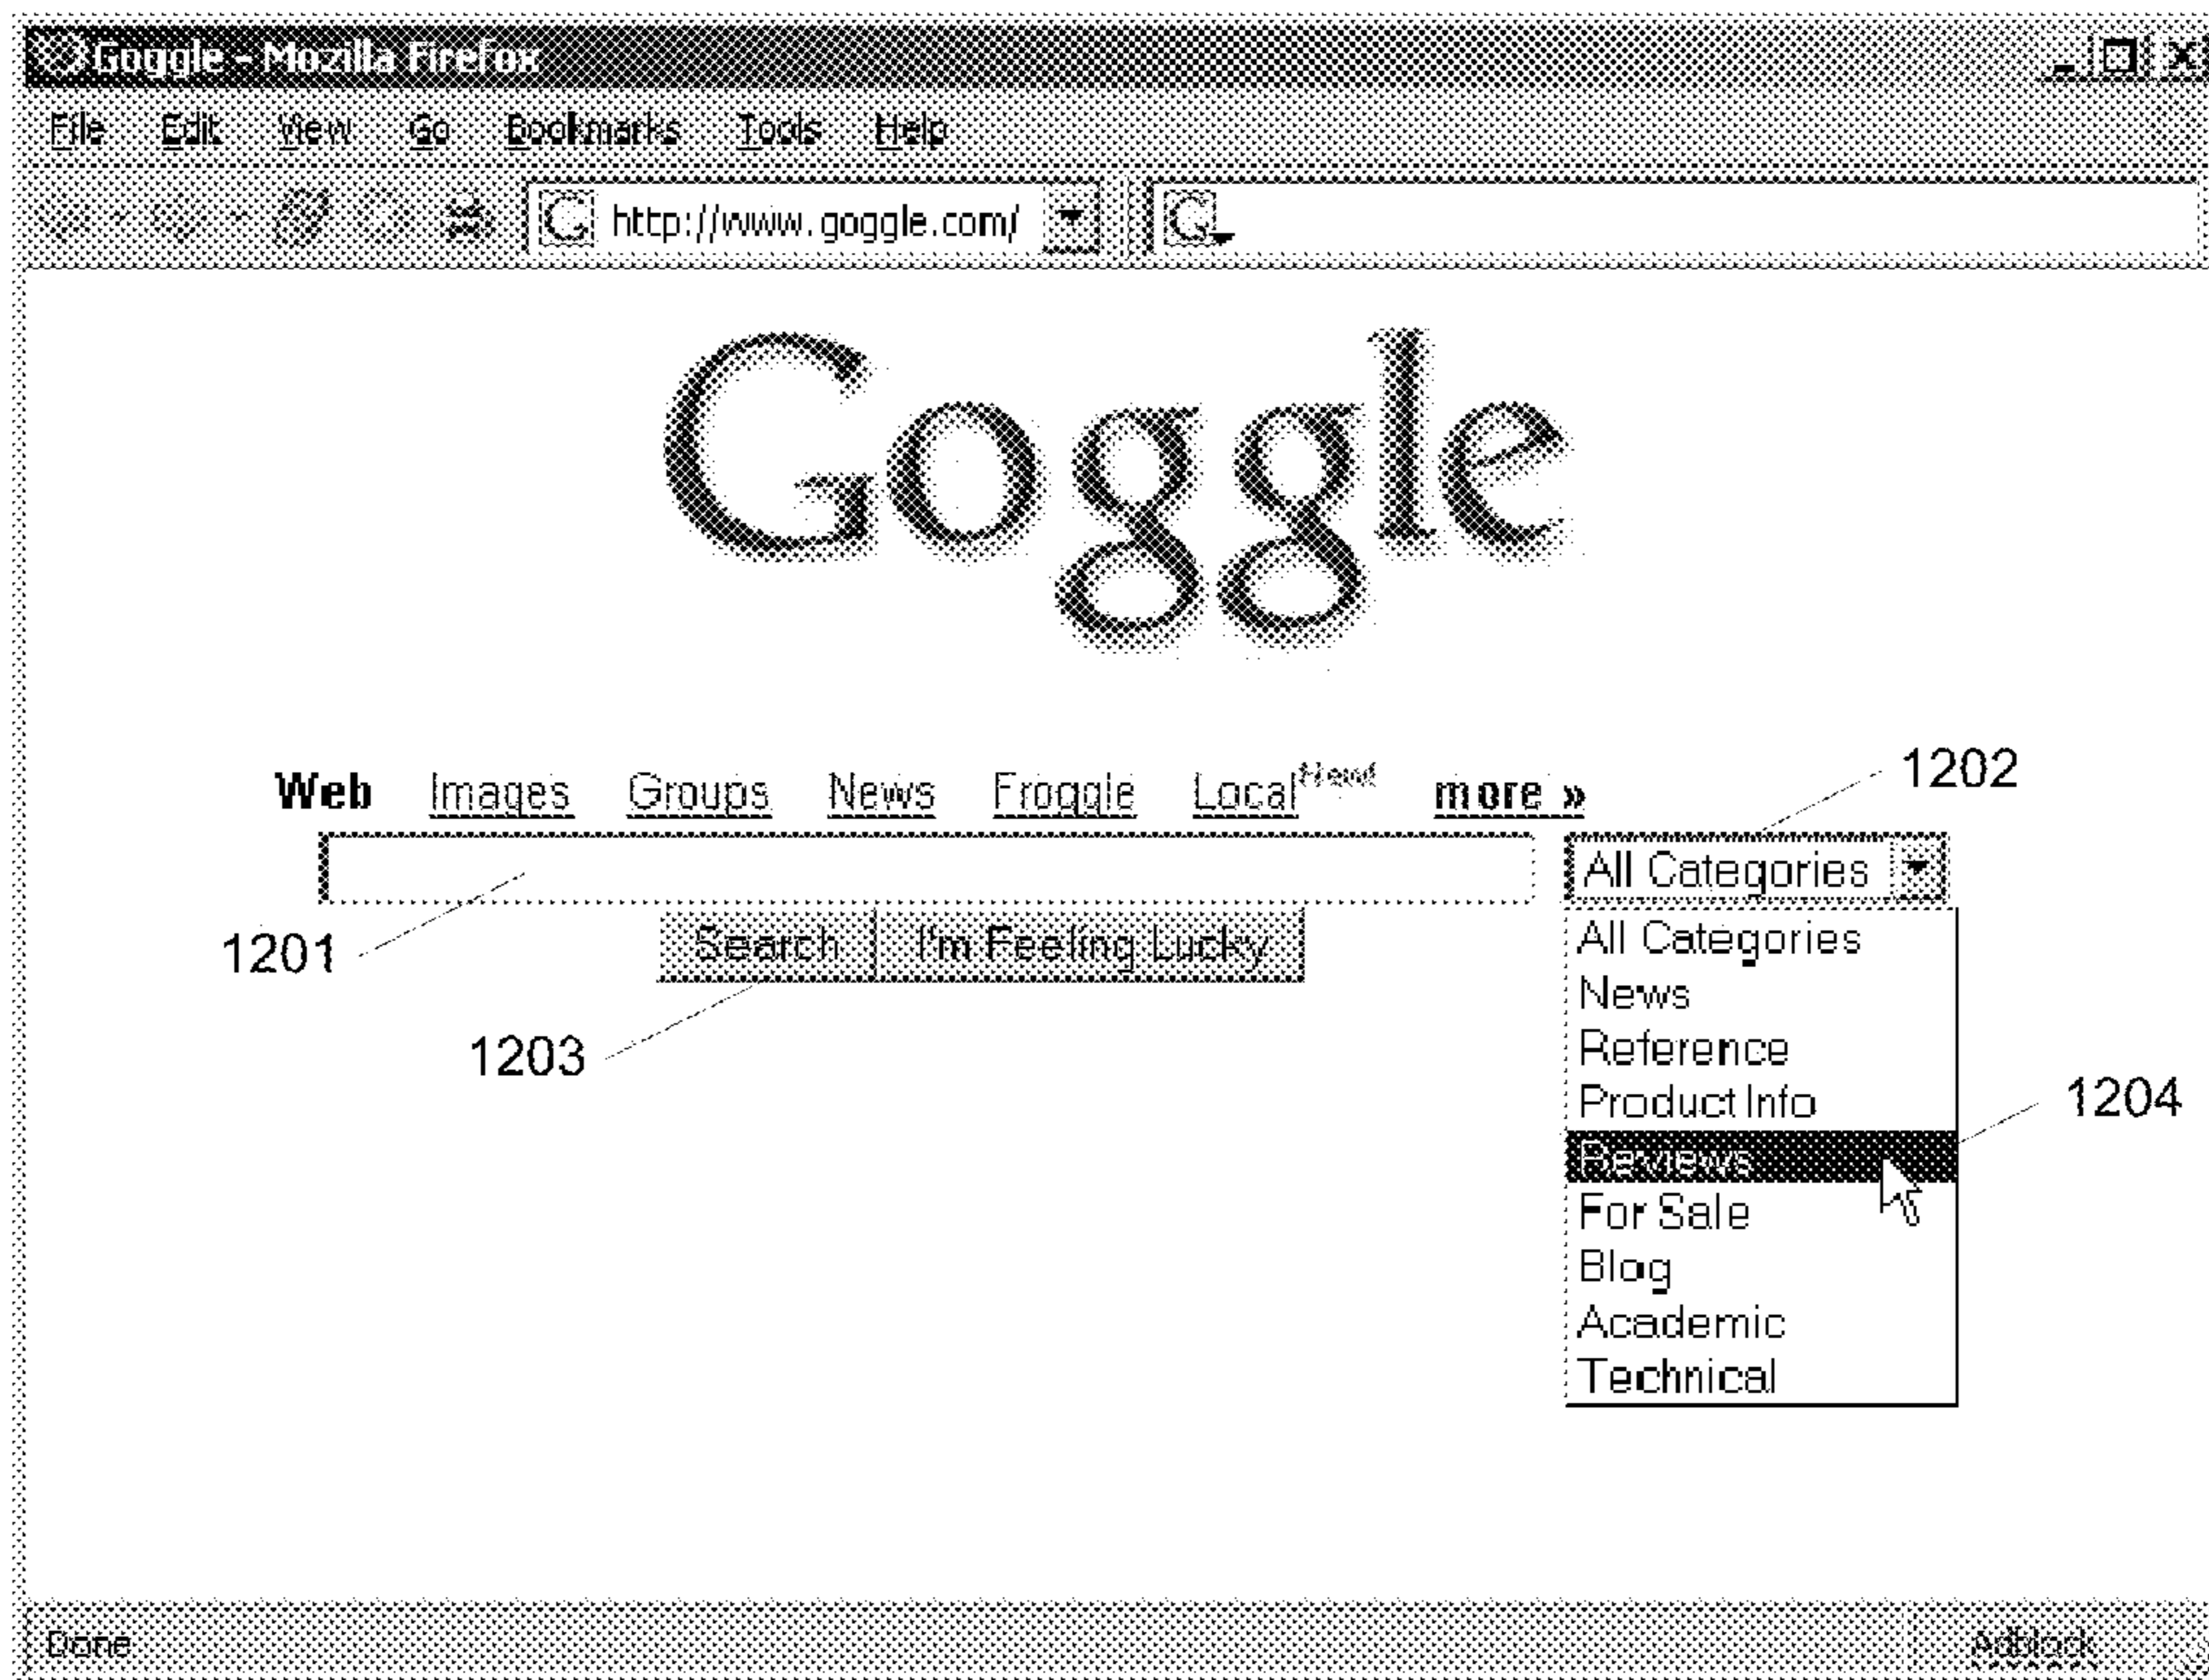 Goggle - Mozilla Firefox
File Edit View Go Bookmarks Tools Help
G http://www.goggle.com/ G
Goggle
Web Images Groups News Froggle Local New! more »
1202
All Categories
1201
Search I'm Feeling Lucky
All Categories
News
1203
Reference
Product Info
1204
Reviews
For Sale
Blog
Academic
Technical
Done Adblock